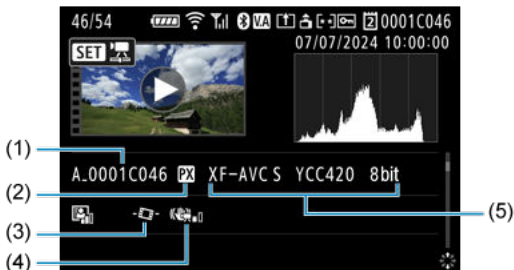 46/54 VA 2 0001C046
07/07/2024 10:00:00
SET
(1)
A_0001C046 PX XF-AVC S YCC420 8bit
(2)
(5)
(3)
(4)